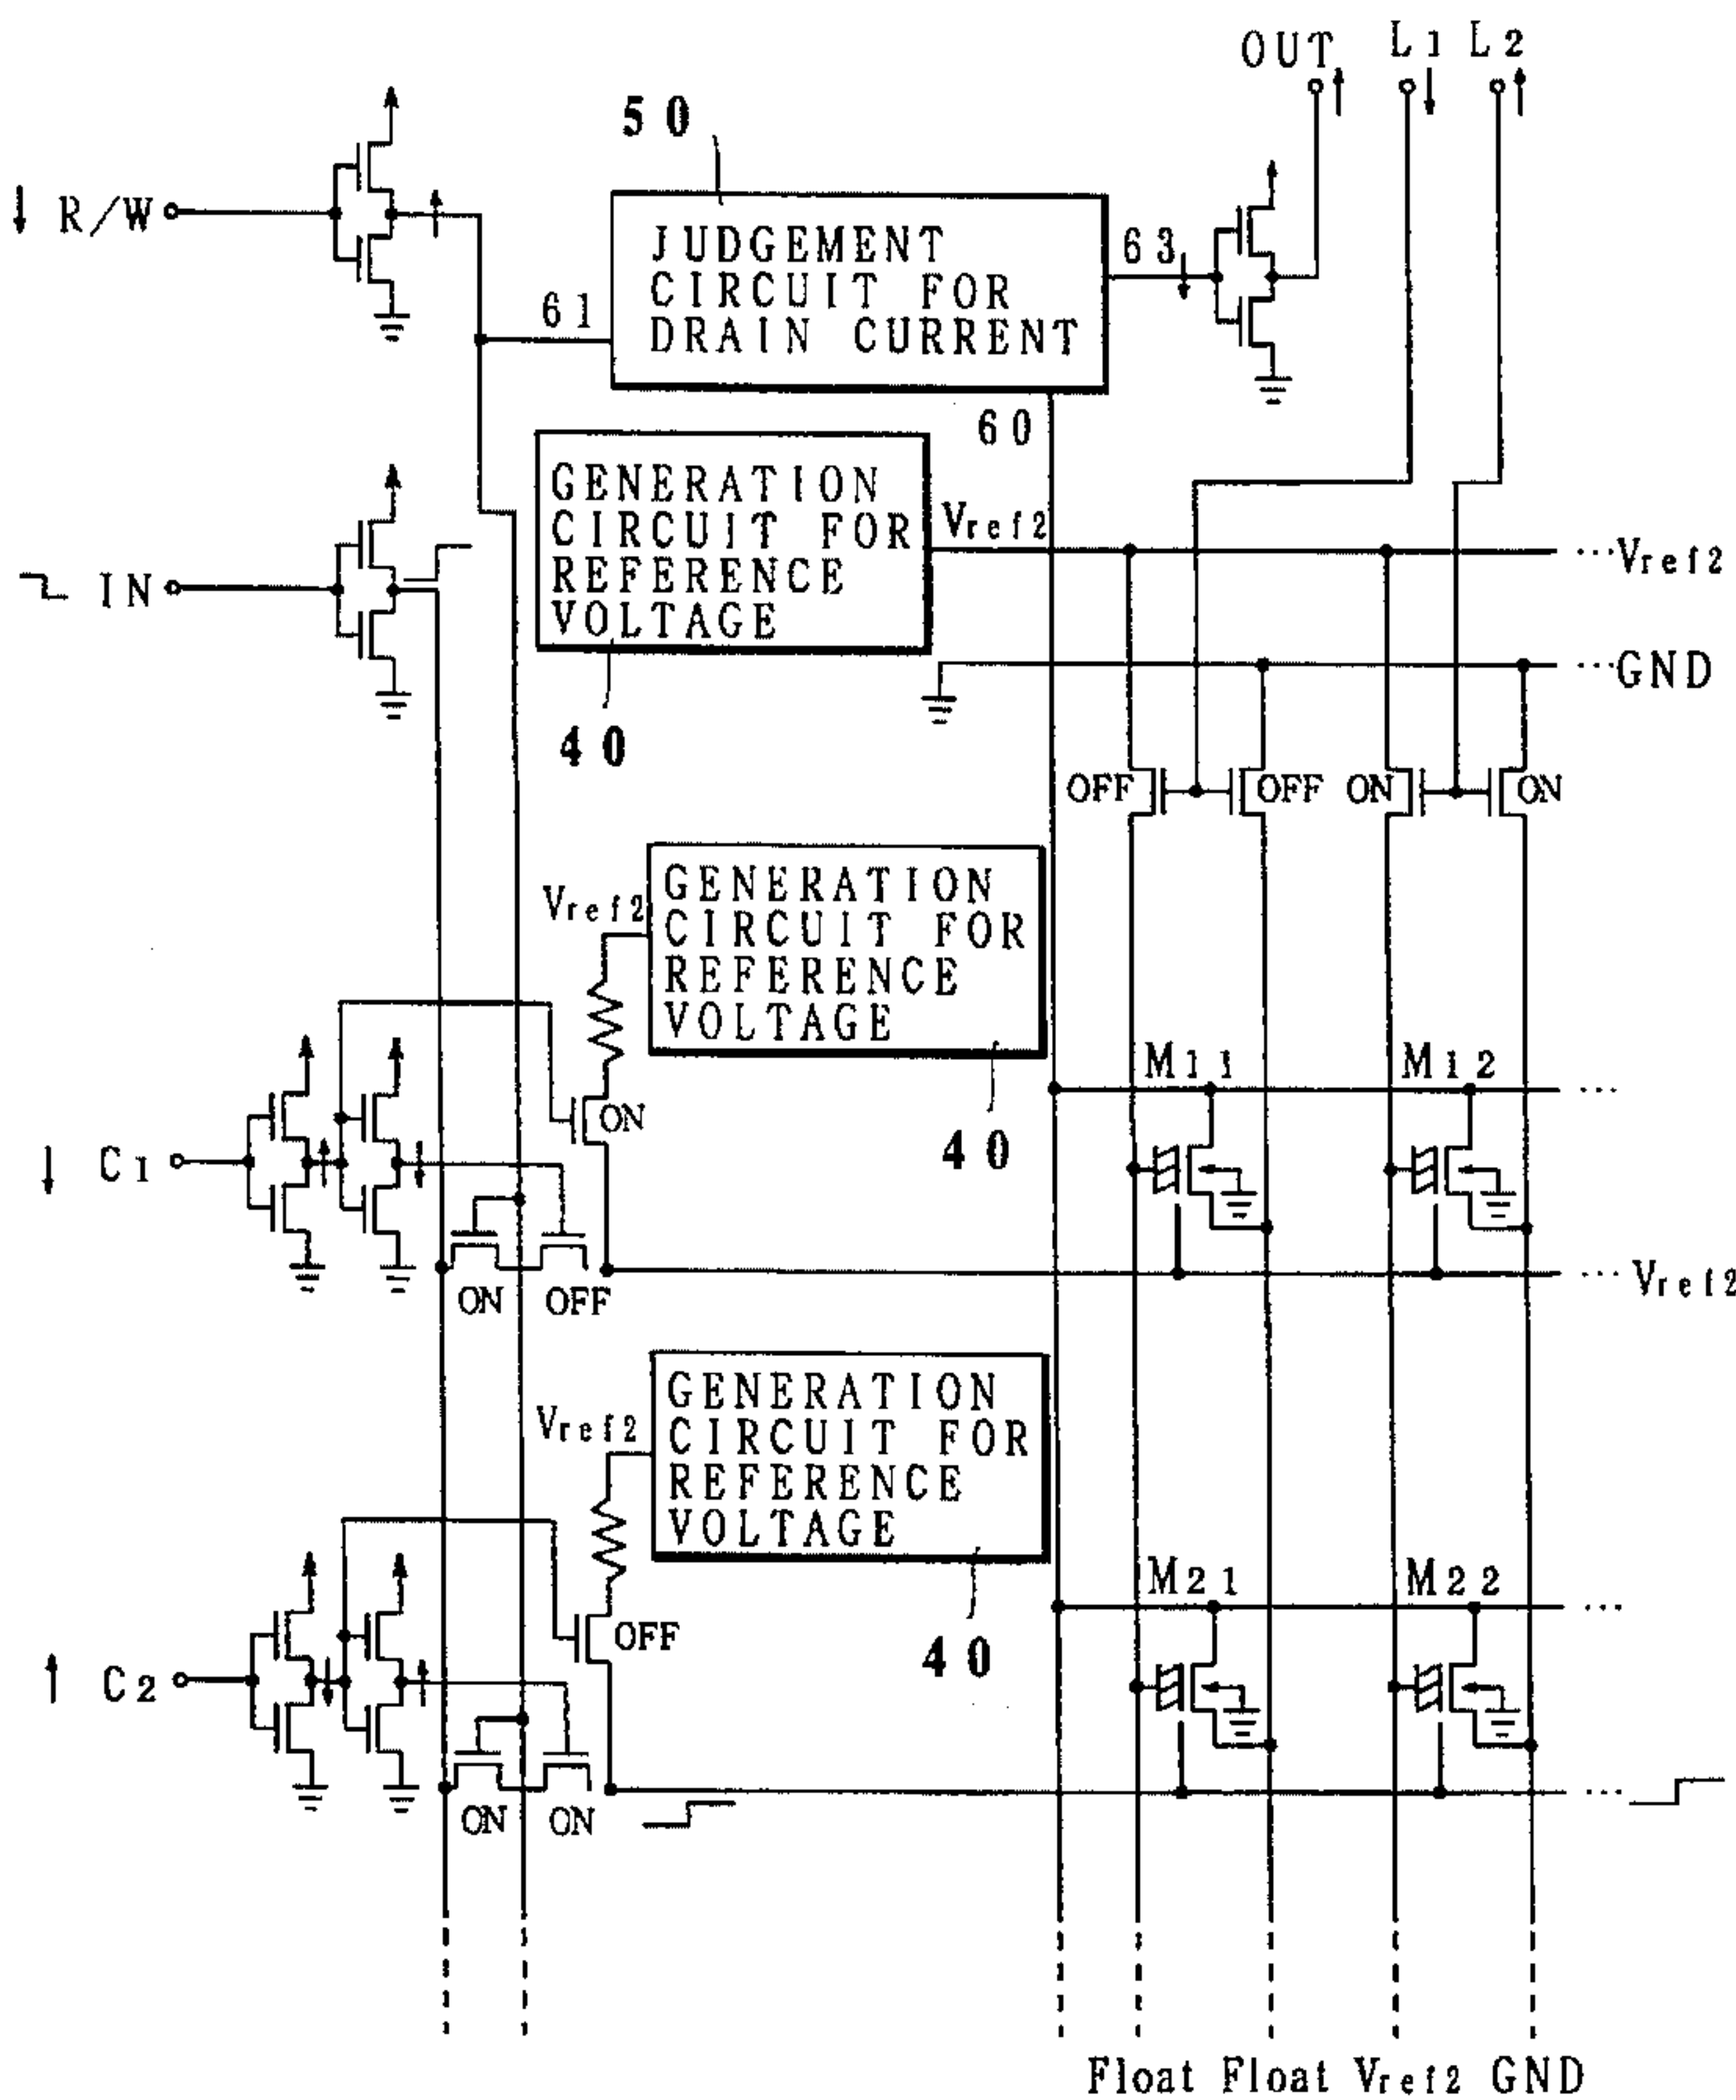 OUT L1 L2
50
R/W
JUDGEMENT
CIRCUIT FOR
DRAIN CURRENT
61
63
60
GENERATION
CIRCUIT FOR
REFERENCE
VOLTAGE
Vref2
...Vref2
IN
...GND
40
OFF OFF ON ON
GENERATION
CIRCUIT FOR
REFERENCE
VOLTAGE
Vref2
M11 M12
...
ON
40
C1
ON OFF
...Vref2
GENERATION
CIRCUIT FOR
REFERENCE
VOLTAGE
Vref2
M21 M22
...
OFF
40
C2
ON ON
...
Float Float Vref2 GND